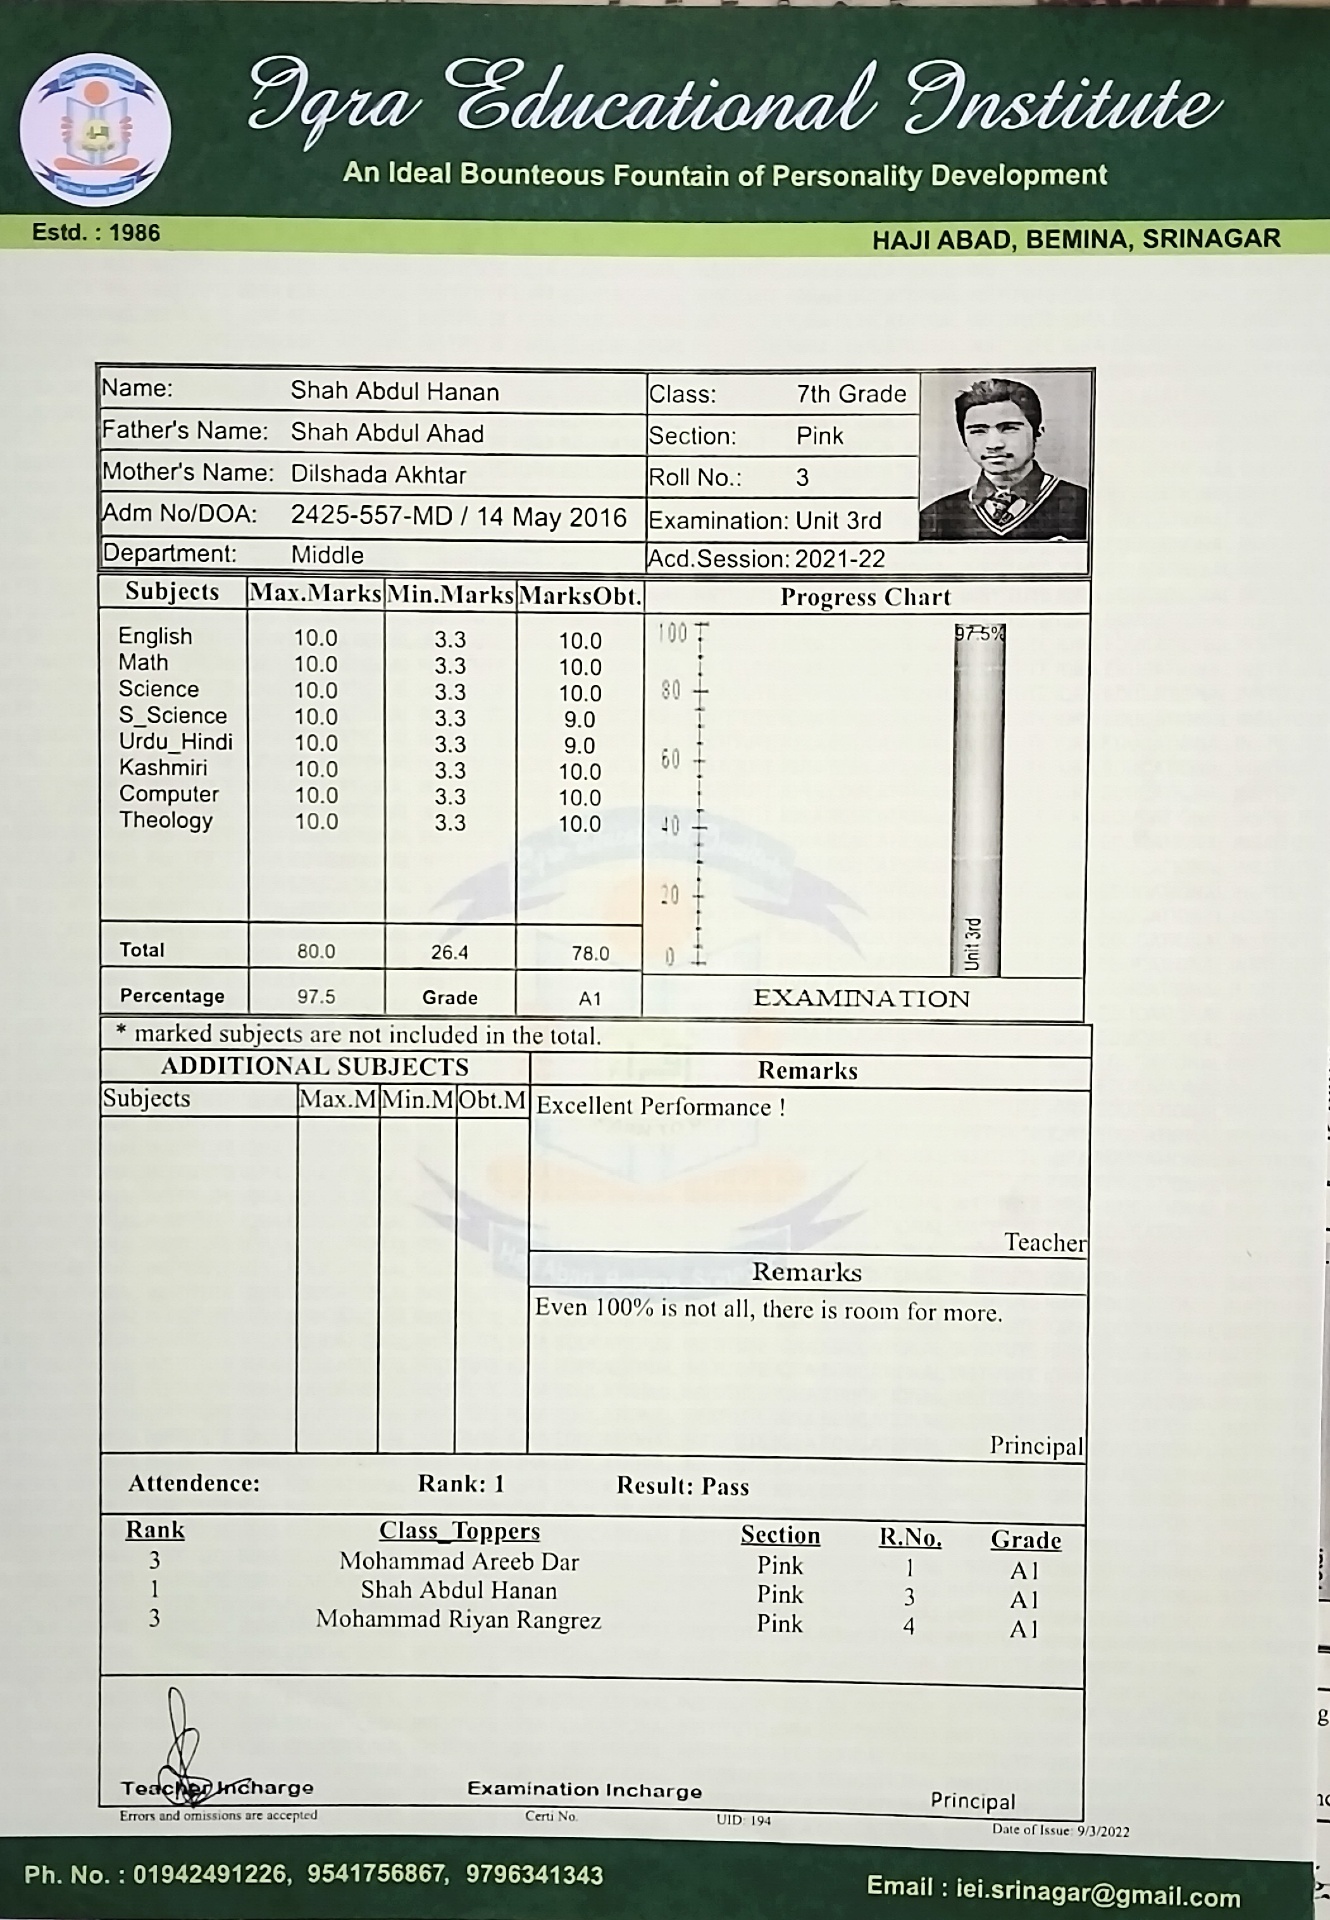 Iqra Educational Institute
An Ideal Bounteous Fountain of Personality Development
Estd. : 1986
HAJI ABAD, BEMINA, SRINAGAR
Name: Shah Abdul Hanan Class: 7th Grade
Father's Name: Shah Abdul Ahad Section: Pink
Mother's Name: Dilshada Akhtar Roll No.: 3
Adm No/DOA: 2425-557-MD / 14 May 2016 Examination: Unit 3rd
Department: Middle Acd.Session: 2021-22
Subjects Max.Marks Min.Marks MarksObt. Progress Chart
English 10.0 3.3 10.0
Math 10.0 3.3 10.0
Science 10.0 3.3 10.0
S_Science 10.0 3.3 9.0
Urdu_Hindi 10.0 3.3 9.0
Kashmiri 10.0 3.3 10.0
Computer 10.0 3.3 10.0
Theology 10.0 3.3 10.0
Total 80.0 26.4 78.0
Percentage 97.5 Grade A1
100
80
60
40
20
0
97.5%
Unit 3rd
EXAMINATION
* marked subjects are not included in the total.
ADDITIONAL SUBJECTS Remarks
Subjects Max.M Min.M Obt.M Excellent Performance !
Teacher
Remarks
Even 100% is not all, there is room for more.
Principal
Attendence: Rank: 1 Result: Pass
Rank Class_Toppers Section R.No. Grade
3 Mohammad Areeb Dar Pink 1 A1
1 Shah Abdul Hanan Pink 3 A1
3 Mohammad Riyan Rangrez Pink 4 A1
Teacher Incharge Examination Incharge Principal
Errors and omissions are accepted Certi No. UID: 194 Date of Issue: 9/3/2022
Ph. No. : 01942491226, 9541756867, 9796341343
Email : iei.srinagar@gmail.com